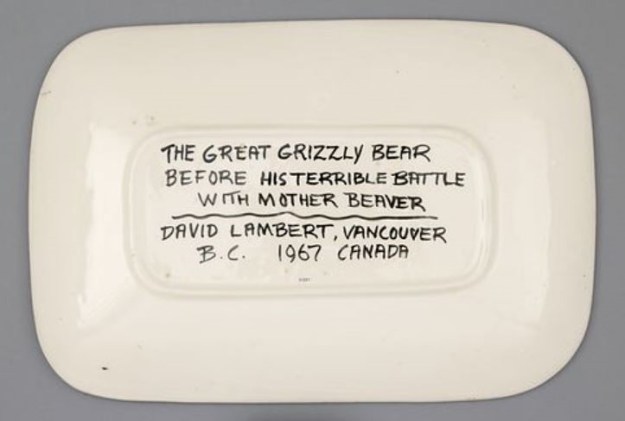 THE GREAT GRIZZLY BEAR
BEFORE HIS TERRIBLE BATTLE
WITH MOTHER BEAVER
DAVID LAMBERT, VANCOUVER
B.C. 1967 CANADA